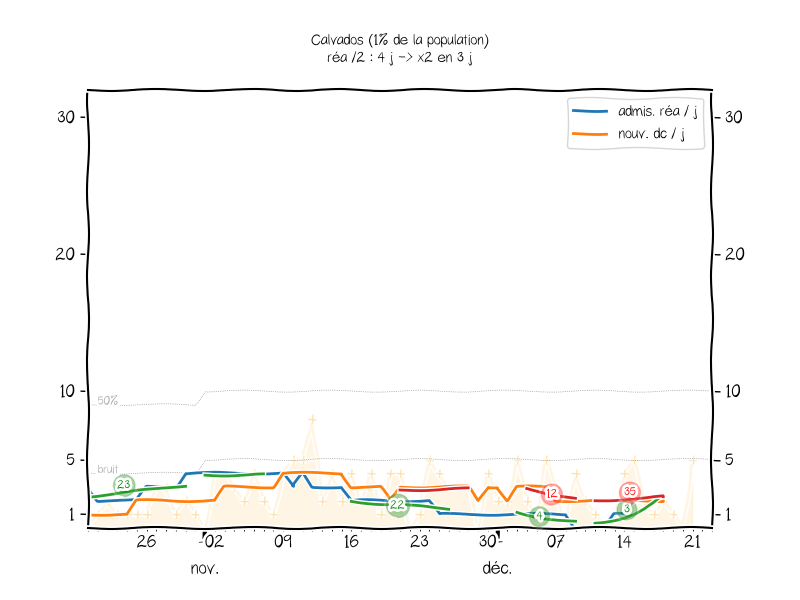 Calvados (1% de la population)
réa /2 : 4 j -> x2 en 3 j
admis. réa / j
nouv. dc / j
30 30
20 20
10 10
50%
5 5
bruit
23
22
12
35
4
3
1 1
26 02 09 16 23 30 07 14 21
nov. déc.